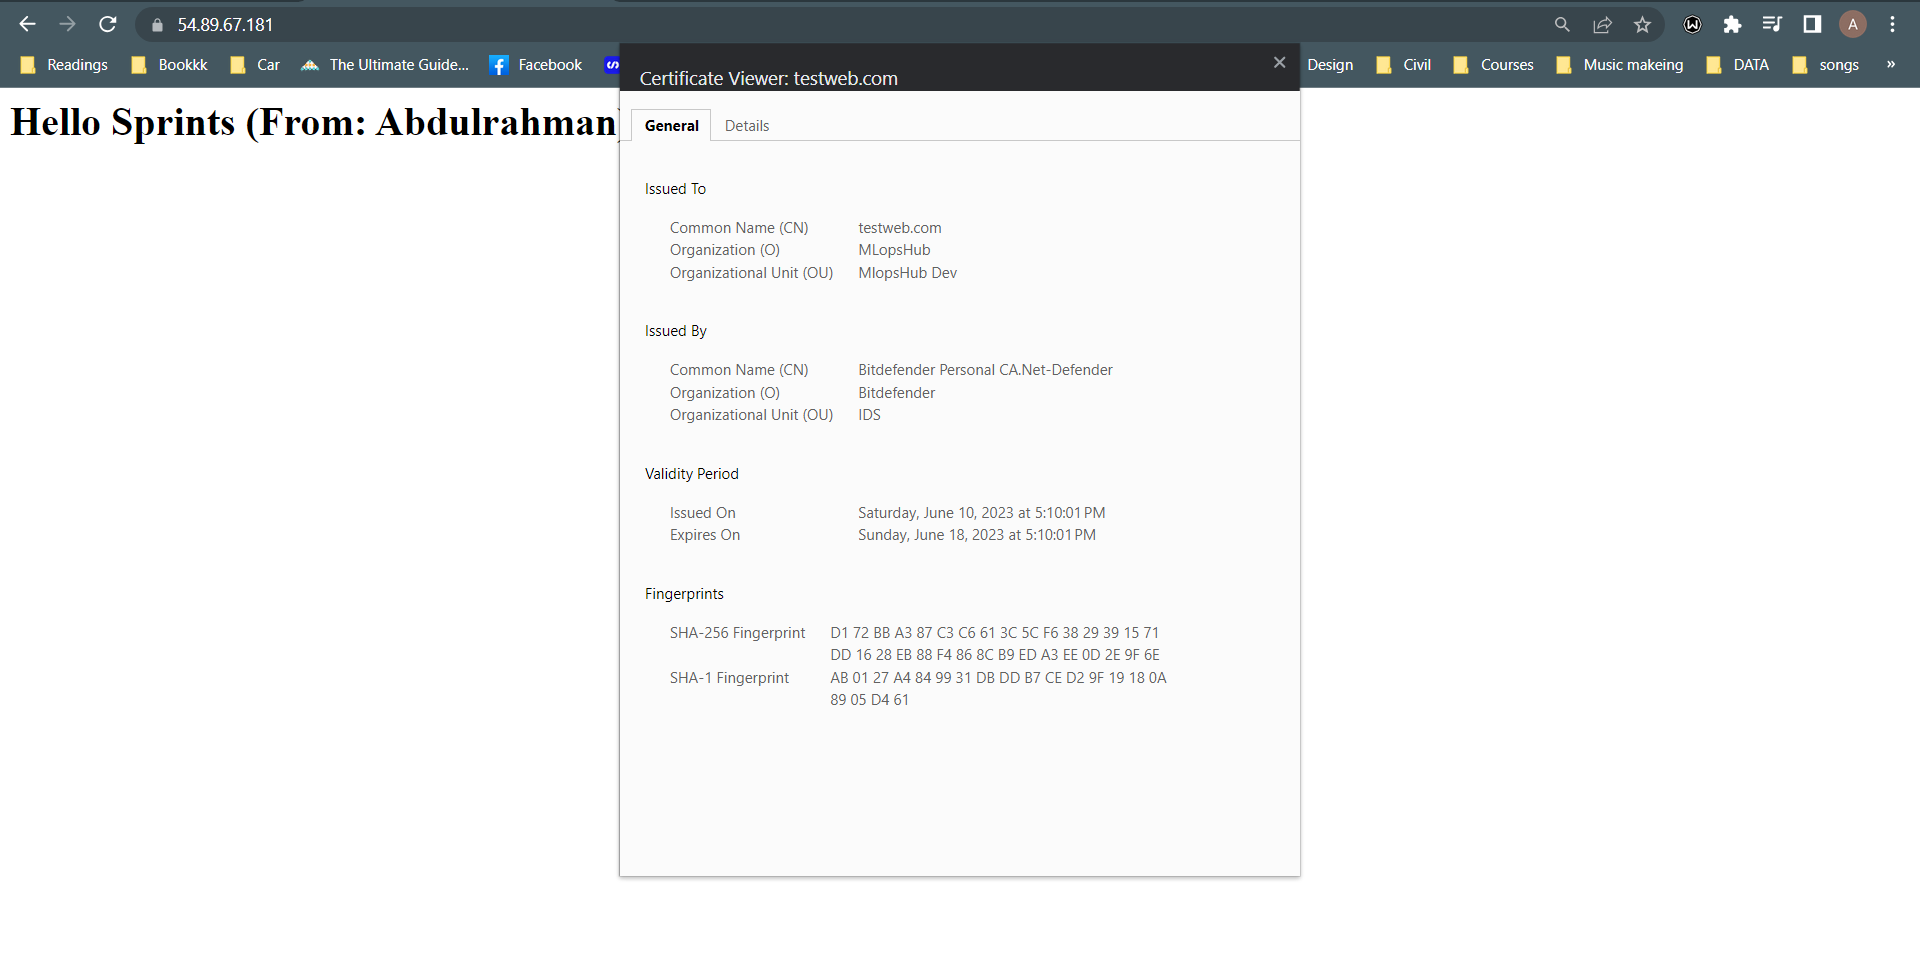 54.89.67.181
Readings Bookkk Car The Ultimate Guide... Facebook Design Civil Courses Music makeing DATA songs »
A
Hello Sprints (From: Abdulrahman)
Certificate Viewer: testweb.com
General Details
Issued To
Common Name (CN) testweb.com
Organization (O) MLopsHub
Organizational Unit (OU) MlopsHub Dev
Issued By
Common Name (CN) Bitdefender Personal CA.Net-Defender
Organization (O) Bitdefender
Organizational Unit (OU) IDS
Validity Period
Issued On Saturday, June 10, 2023 at 5:10:01 PM
Expires On Sunday, June 18, 2023 at 5:10:01 PM
Fingerprints
SHA-256 Fingerprint D1 72 BB A3 87 C3 C6 61 3C 5C F6 38 29 39 15 71
DD 16 28 EB 88 F4 86 8C B9 ED A3 EE 0D 2E 9F 6E
SHA-1 Fingerprint AB 01 27 A4 84 99 31 DB DD B7 CE D2 9F 19 18 0A
89 05 D4 61